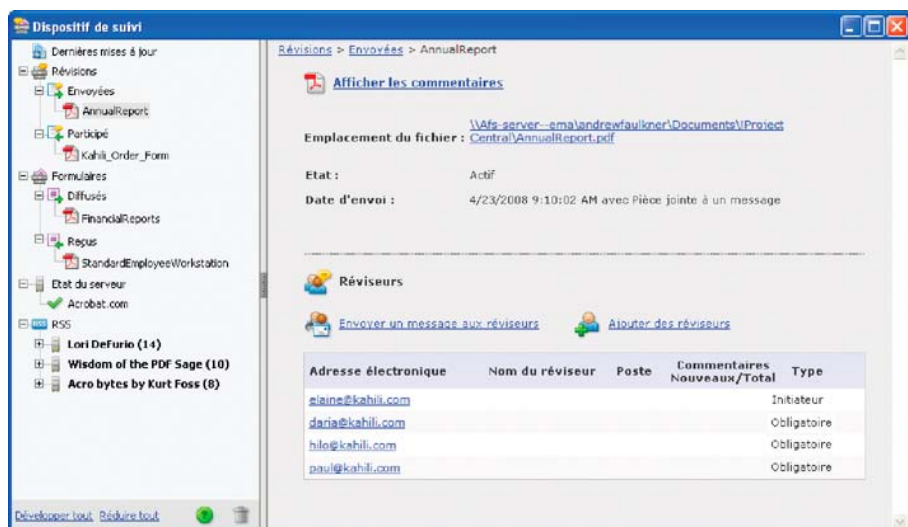 Dispositif de suivi
Dernières mises à jour
Révisions
Envoyées
AnnualReport
Participé
Kahili_Order_Form
Formulaires
Diffusés
FinancialReports
Reçus
StandardEmployeeWorkstation
Etat du serveur
Acrobat.com
RSS RSS
Lori DeFurio (14)
Wisdom of the PDF Sage (10)
Acro bytes by Kurt Foss (8)
Développer tout Réduire tout
Révisions > Envoyées > AnnualReport
Afficher les commentaires
Emplacement du fichier : \\Afs-server--ema\andrewfaulkner\Documents\!Project
Central\AnnualReport.pdf
Etat : Actif
Date d'envoi : 4/23/2008 9:10:02 AM avec Pièce jointe à un message
Réviseurs
Envoyer un message aux réviseurs Ajouter des réviseurs
Adresse électronique Nom du réviseur Poste Commentaires Nouveaux/Total Type
elaine@kahili.com Initiateur
daria@kahili.com Obligatoire
hilo@kahili.com Obligatoire
paul@kahili.com Obligatoire